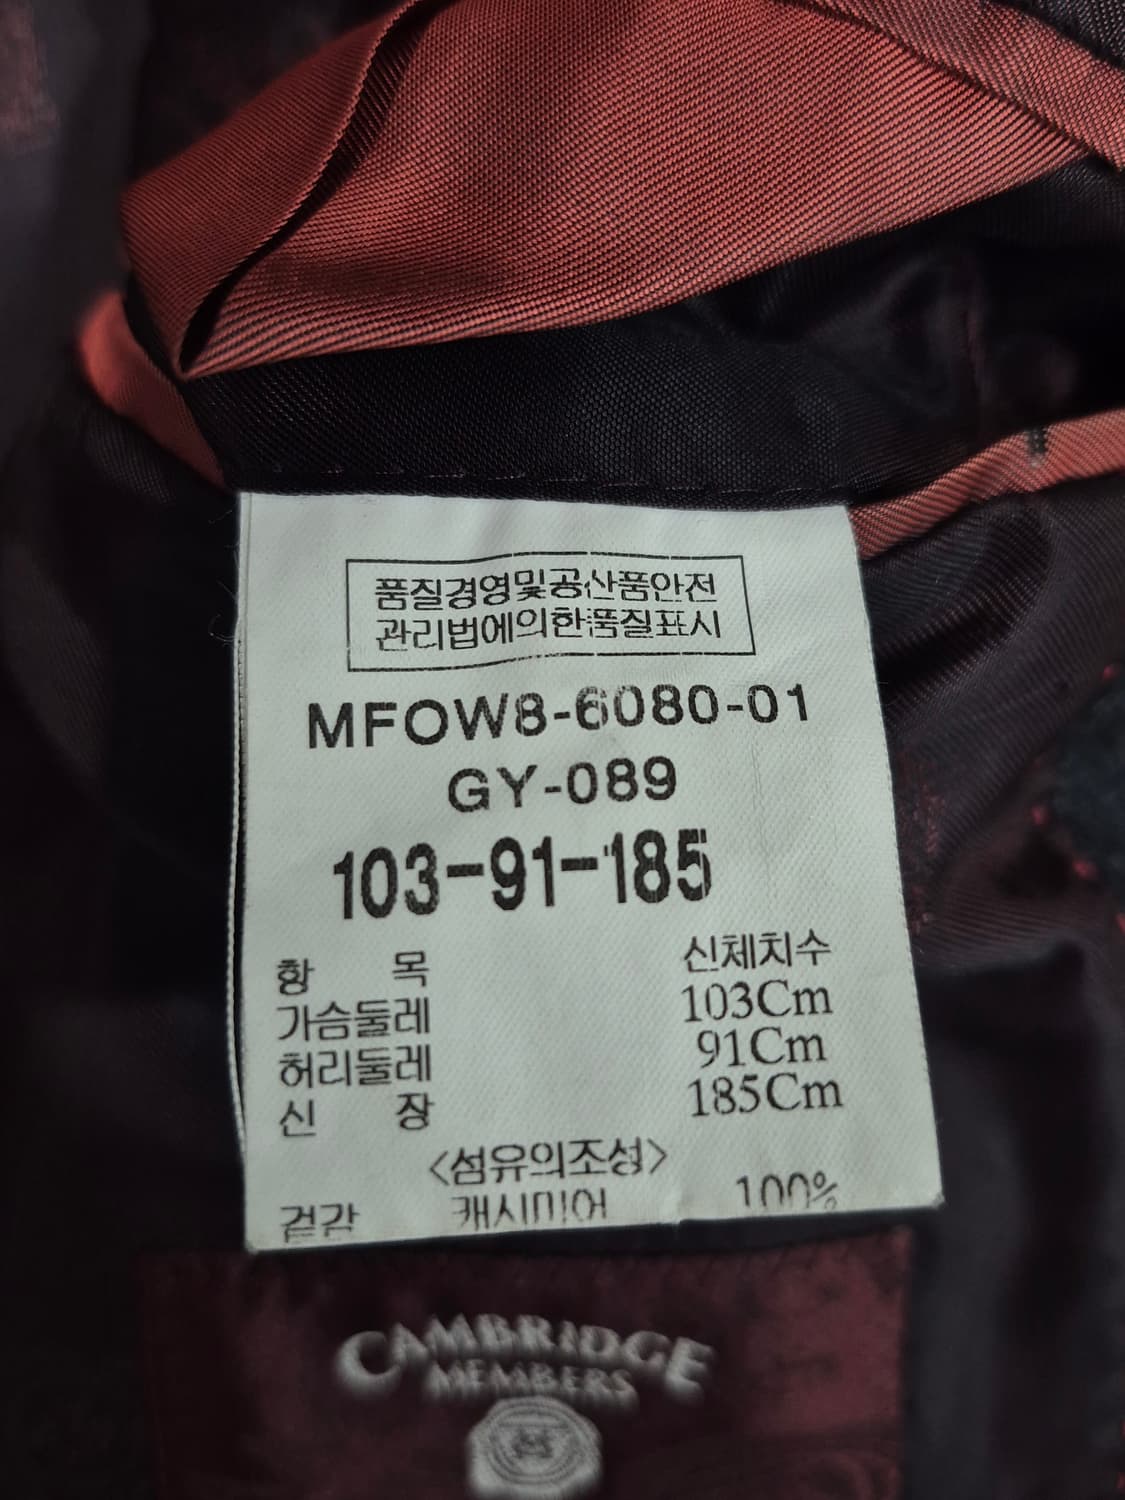 품질경영및공산품안전
관리법에의한품질표시
MFOW8-6080-01
GY-089
103-91-185
항 목 신체치수
가슴둘레 103Cm
허리둘레 91Cm
신 장 185Cm
<섬유의조성>
겉감 캐시미어 100%
CAMBRIDGE
MEMBERS